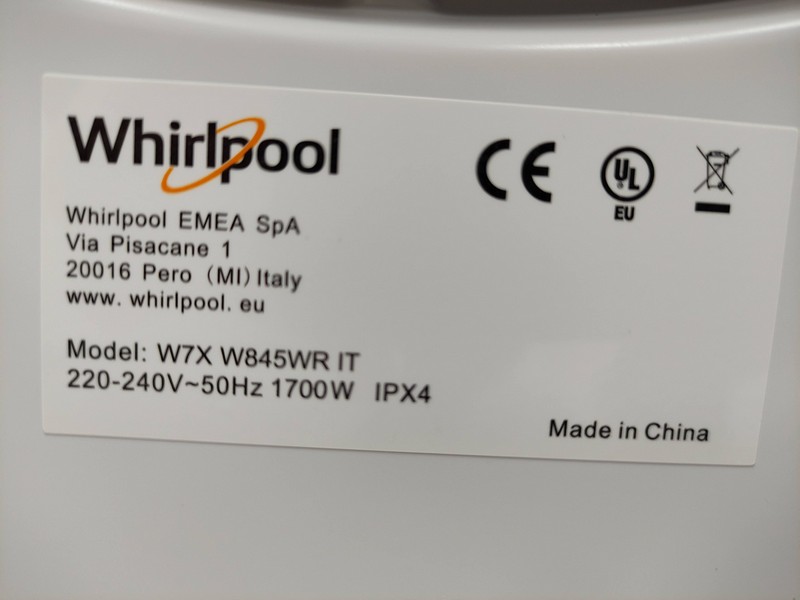 Whirlpool
CE
UL
EU
Whirlpool EMEA SpA
Via Pisacane 1
20016 Pero (MI) Italy
www. whirlpool. eu
Model: W7X W845WR IT
220-240V~50Hz 1700W IPX4
Made in China